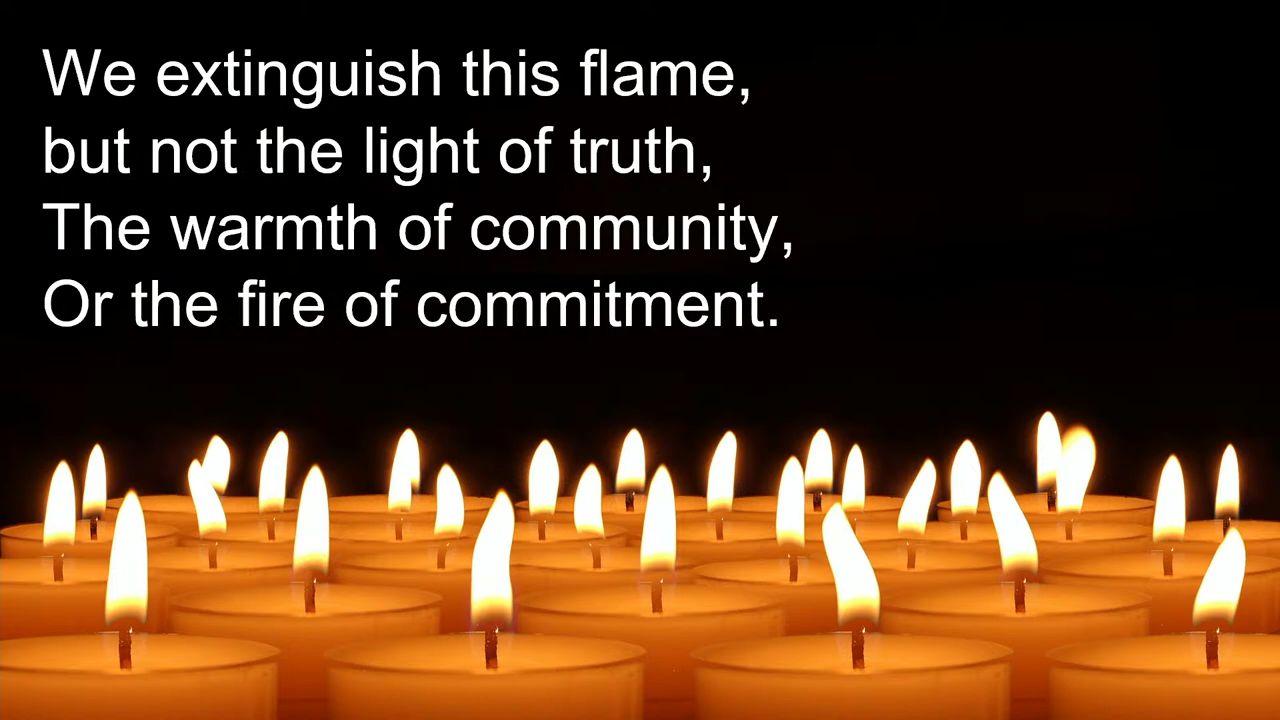 We extinguish this flame,
but not the light of truth,
The warmth of community,
Or the fire of commitment.